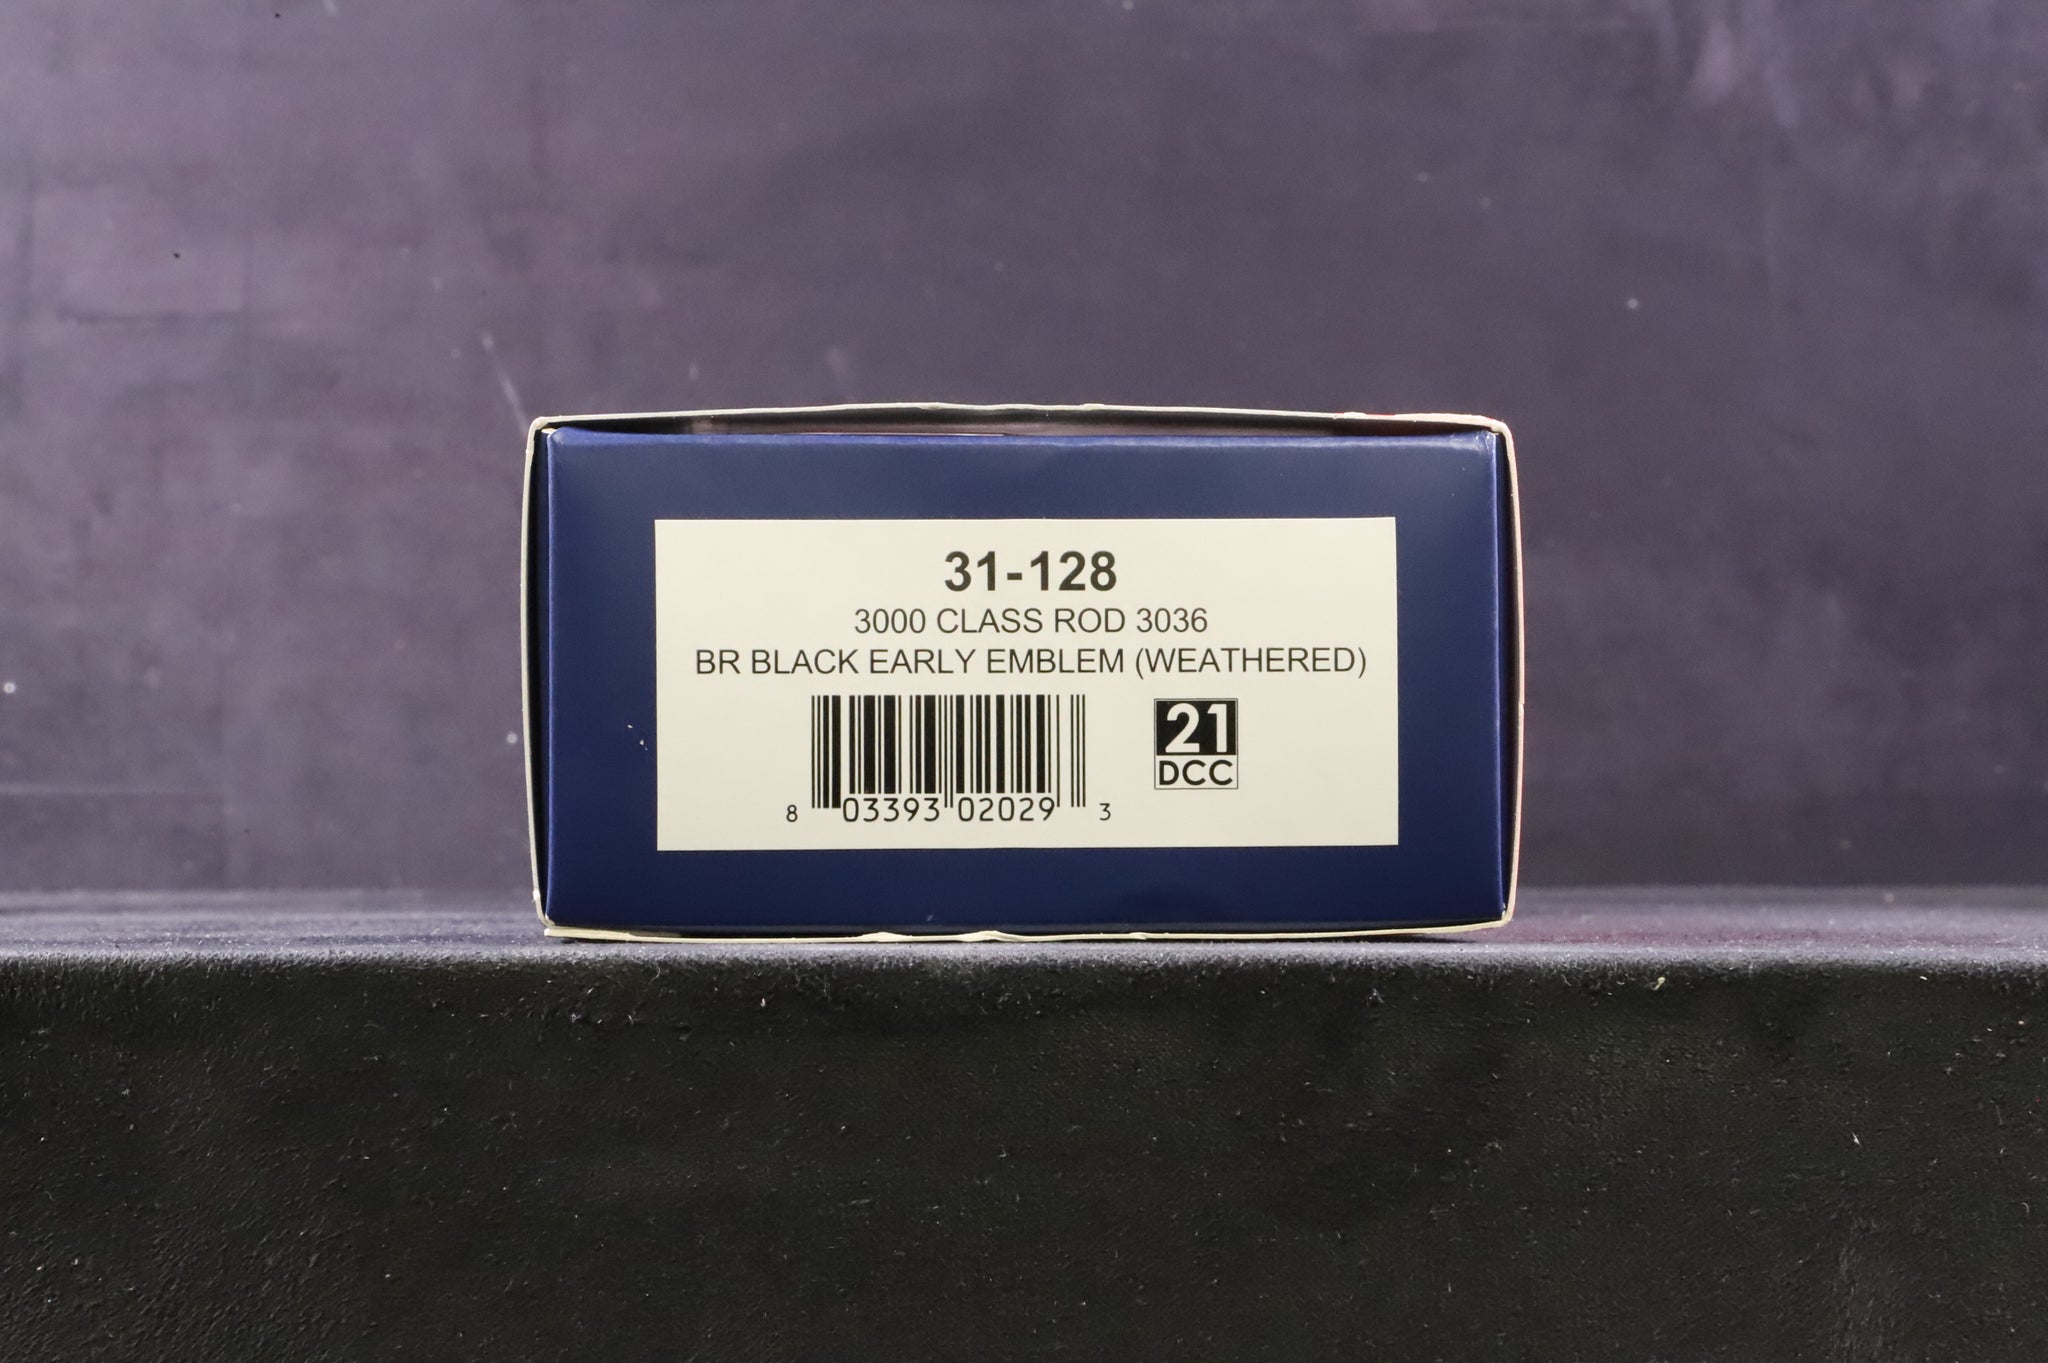 31-128
3000 CLASS ROD 3036
BR BLACK EARLY EMBLEM (WEATHERED)
21
DCC
8 03393 02029 3